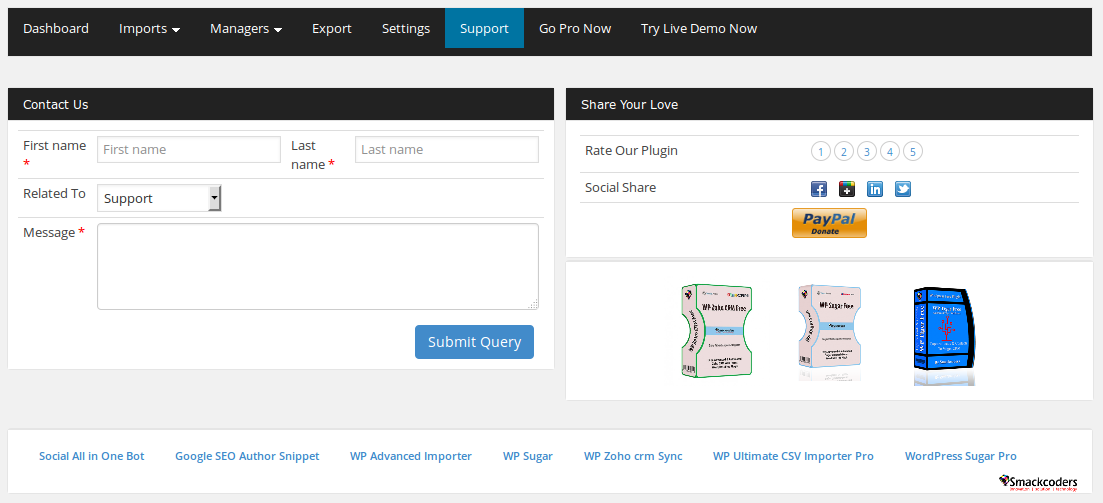 Dashboard Imports Managers Export Settings Support Go Pro Now Try Live Demo Now
Contact Us
First name * First name Last name * Last name
Related To Support
Message *
Submit Query
Share Your Love
Rate Our Plugin 1 2 3 4 5
Social Share
PayPal
Donate
WP Zoho CRM Free
WP Sugar Free
Social All in One Bot Google SEO Author Snippet WP Advanced Importer WP Sugar WP Zoho crm Sync WP Ultimate CSV Importer Pro WordPress Sugar Pro
Smackcoders
innovation | solution | technology